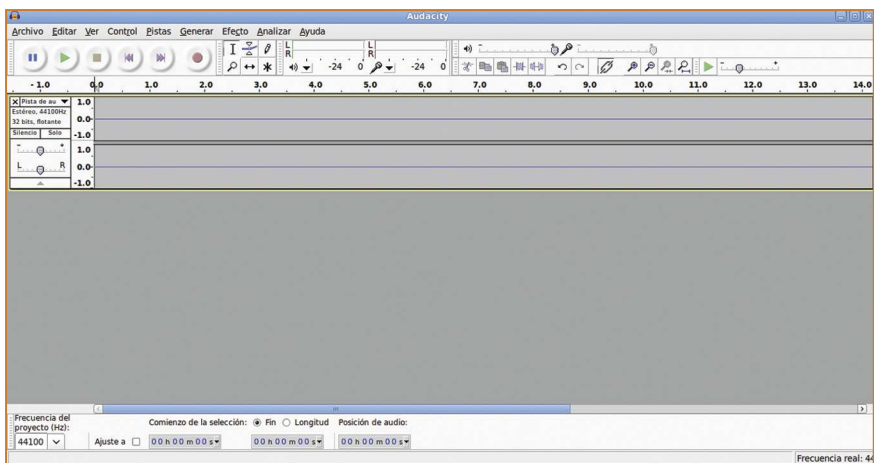 Audacity
Archivo Editar Ver Control Pistas Generar Efecto Analizar Ayuda
L
R
L
R
-24 0 -24 0
- 1.0 0.0 1.0 2.0 3.0 4.0 5.0 6.0 7.0 8.0 9.0 10.0 11.0 12.0 13.0 14.0
X Pista de au 1.0
Estéreo, 44100Hz
32 bits, flotante 0.0
Silencio Solo -1.0
- + 1.0
L R 0.0
-1.0
Frecuencia del
proyecto (Hz):
Comienzo de la selección: Fin Longitud Posición de audio:
44100 Ajuste a 00 h 00 m 00 s 00 h 00 m 00 s 00 h 00 m 00 s
Frecuencia real: 44